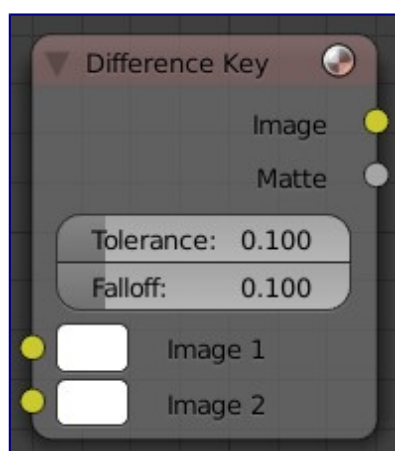 Difference Key
Image
Matte
Tolerance: 0.100
Falloff: 0.100
Image 1
Image 2